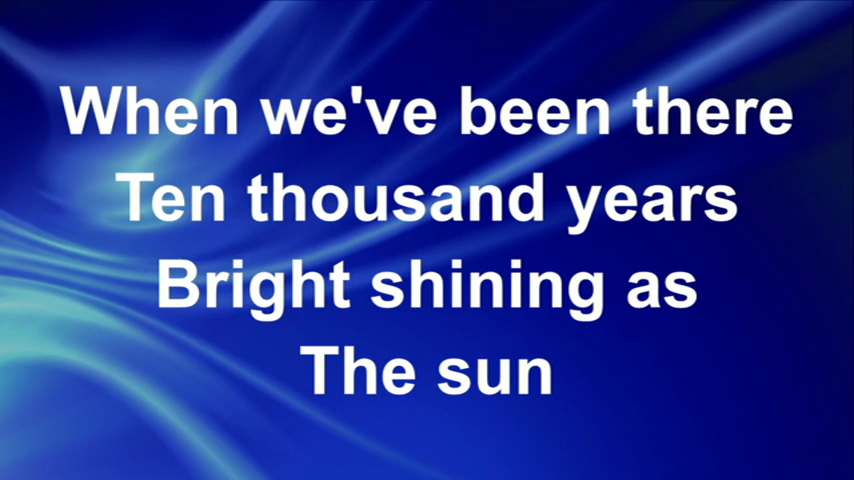 When we've been there
Ten thousand years
Bright shining as
The sun